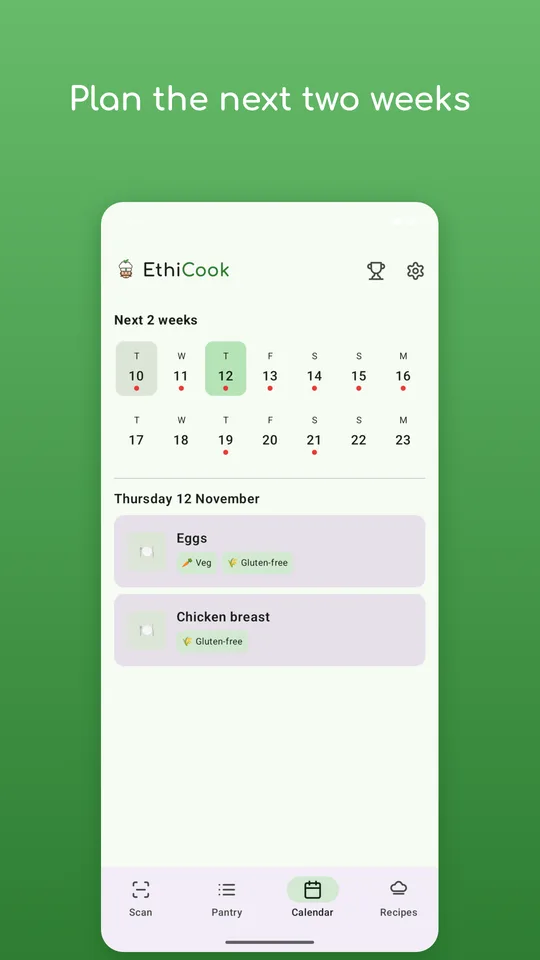 Plan the next two weeks
EthiCook
Next 2 weeks
T W T F S S M
10 11 12 13 14 15 16
T W T F S S M
17 18 19 20 21 22 23
Thursday 12 November
Eggs
Veg Gluten-free
Chicken breast
Gluten-free
Scan Pantry Calendar Recipes